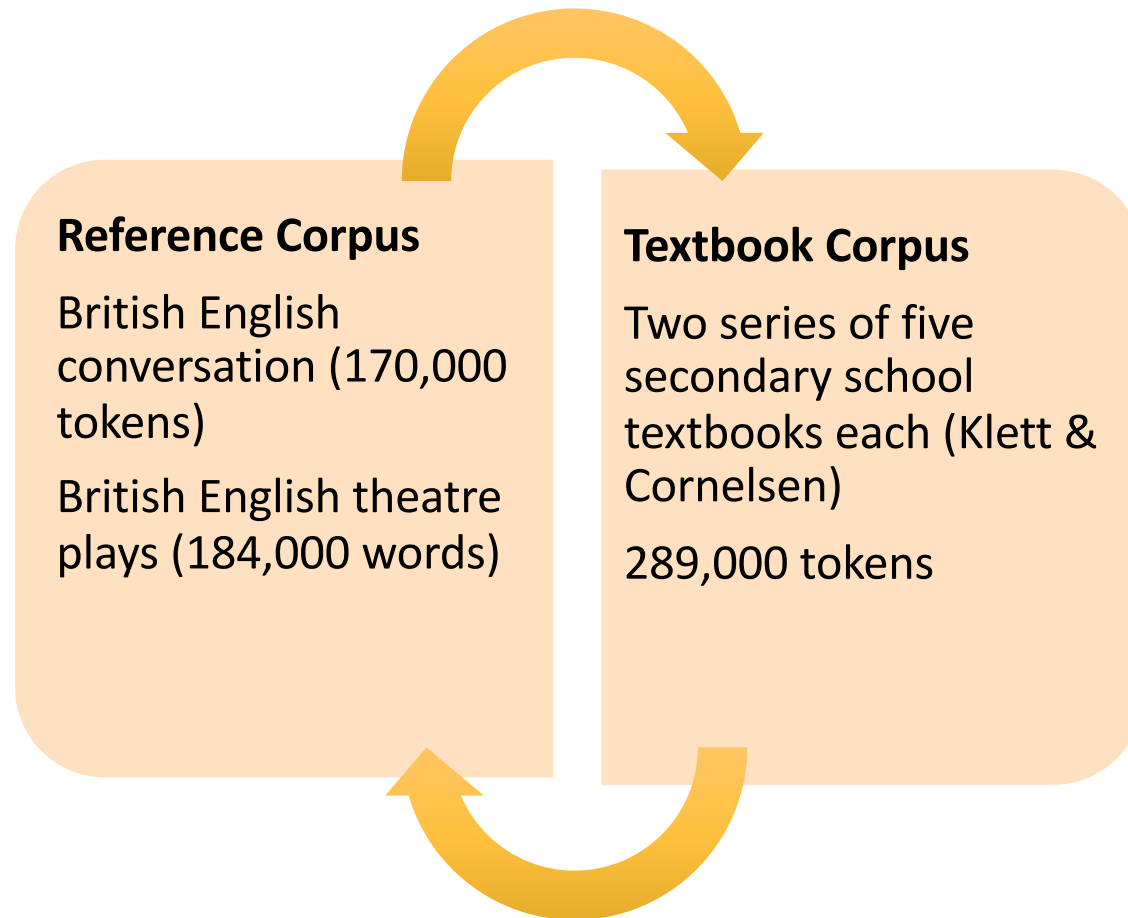 Reference Corpus
British English
conversation (170,000
tokens)
British English theatre
plays (184,000 words)
Textbook Corpus
Two series of five
secondary school
textbooks each (Klett &
Cornelsen)
289,000 tokens